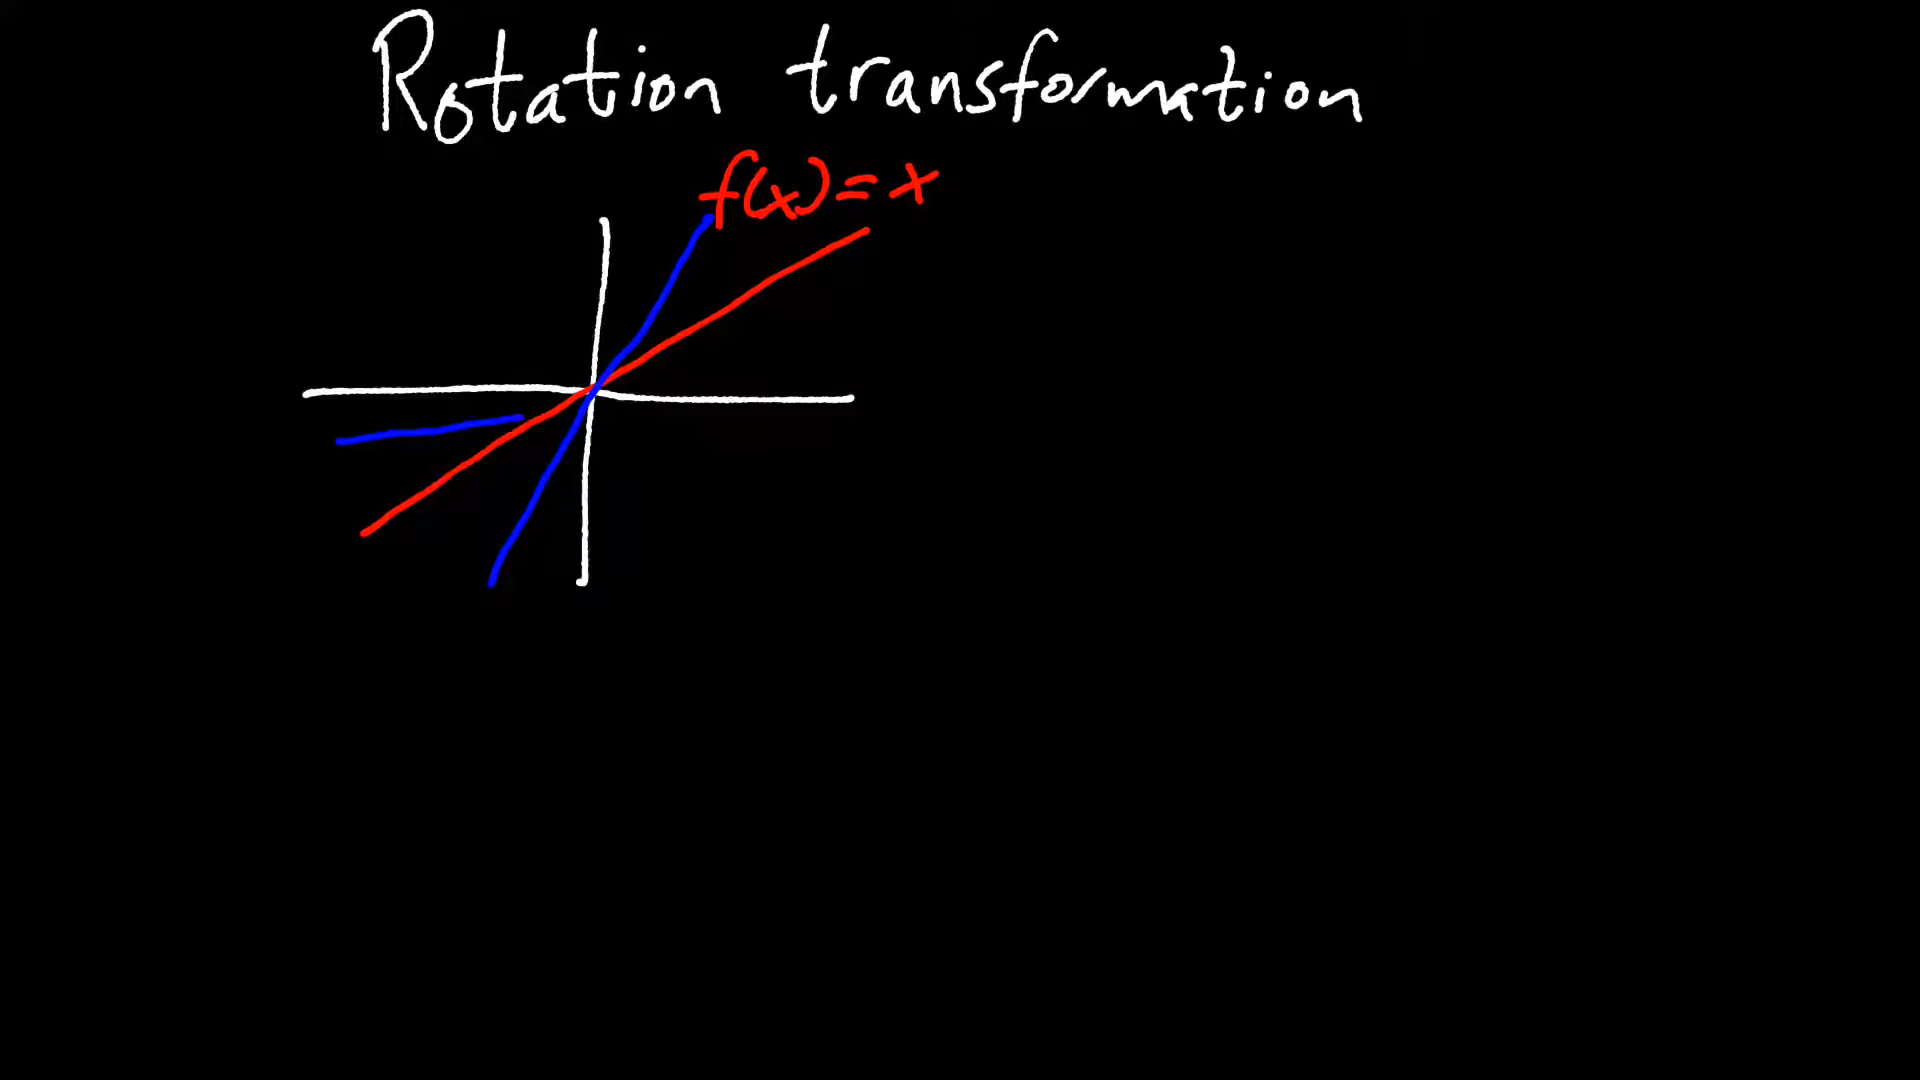 Rotation transformation
f(x) = x